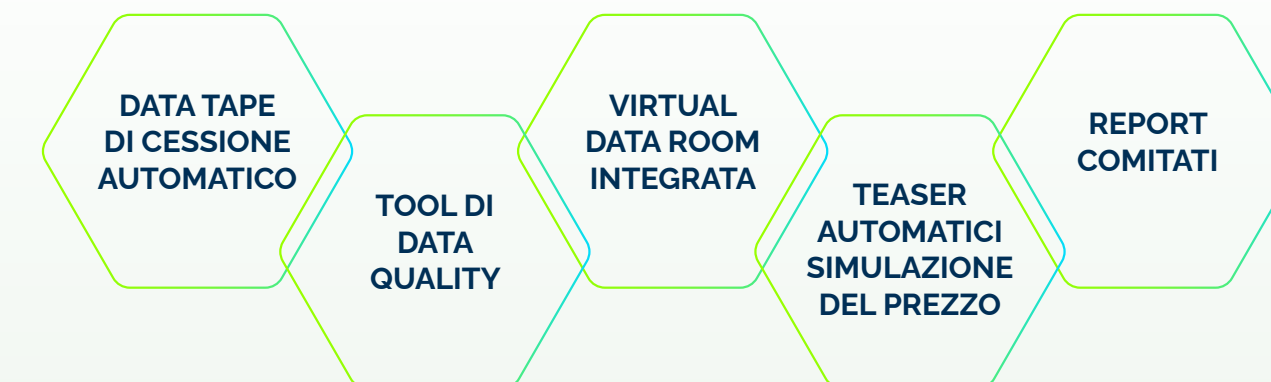 DATA TAPE
DI CESSIONE
AUTOMATICO
TOOL DI
DATA
QUALITY
VIRTUAL
DATA ROOM
INTEGRATA
TEASER
AUTOMATICI
SIMULAZIONE
DEL PREZZO
REPORT
COMITATI